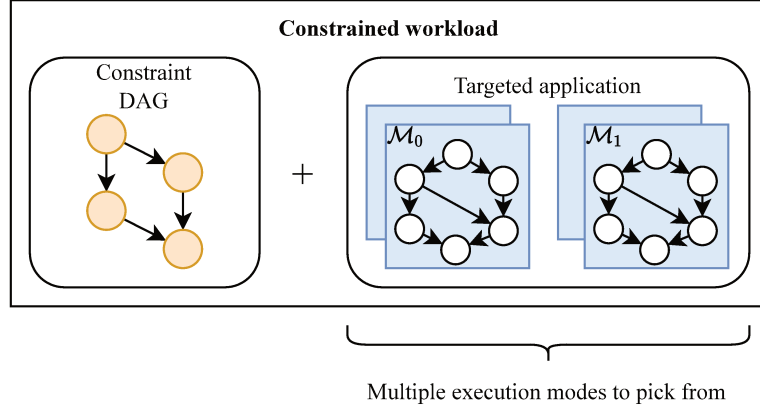 Constrained workload
Constraint
DAG
Targeted application
+
ℳ₀
ℳ₁
Multiple execution modes to pick from